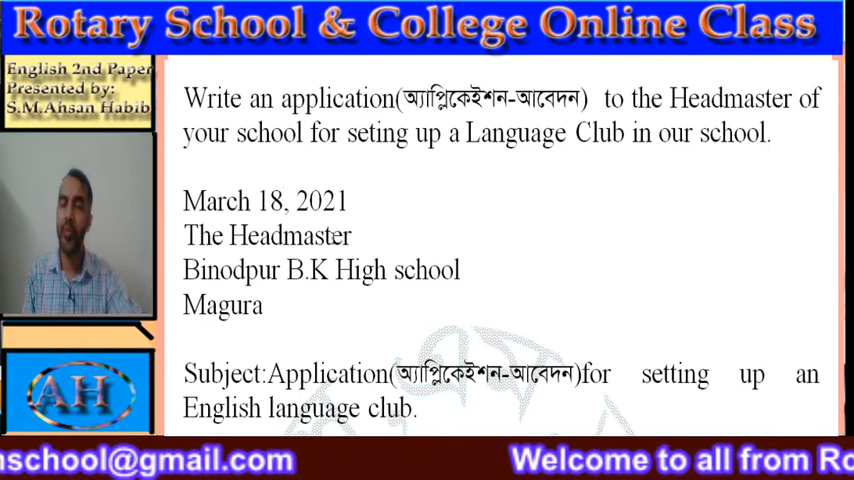 Rotary School & College Online Class
English 2nd Paper
Presented by:
S.M.Ahsan Habib
Write an application(অ্যাপ্লিকেইশন-আবেদন) to the Headmaster of
your school for seting up a Language Club in our school.
March 18, 2021
The Headmaster
Binodpur B.K High school
Magura
Subject:Application(অ্যাপ্লিকেইশন-আবেদন)for setting up an
English language club.
AH
nschool@gmail.com Welcome to all from Ro